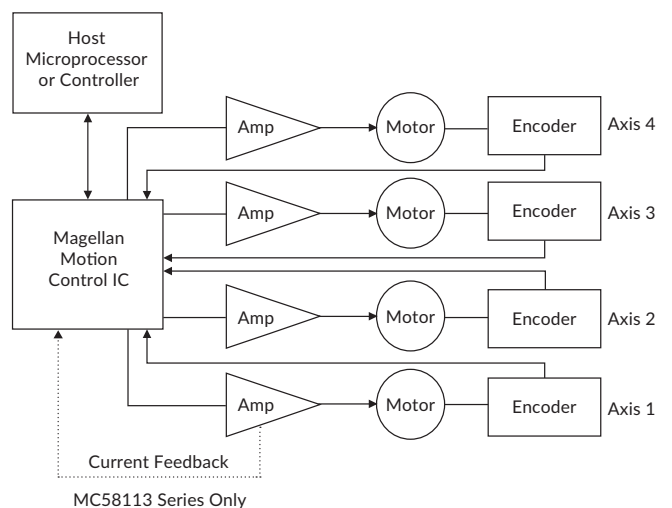 Host
Microprocessor
or Controller
Amp
Motor
Encoder
Axis 4
Amp
Motor
Encoder
Axis 3
Magellan
Motion
Control IC
Amp
Motor
Encoder
Axis 2
Amp
Motor
Encoder
Axis 1
Current Feedback
MC58113 Series Only